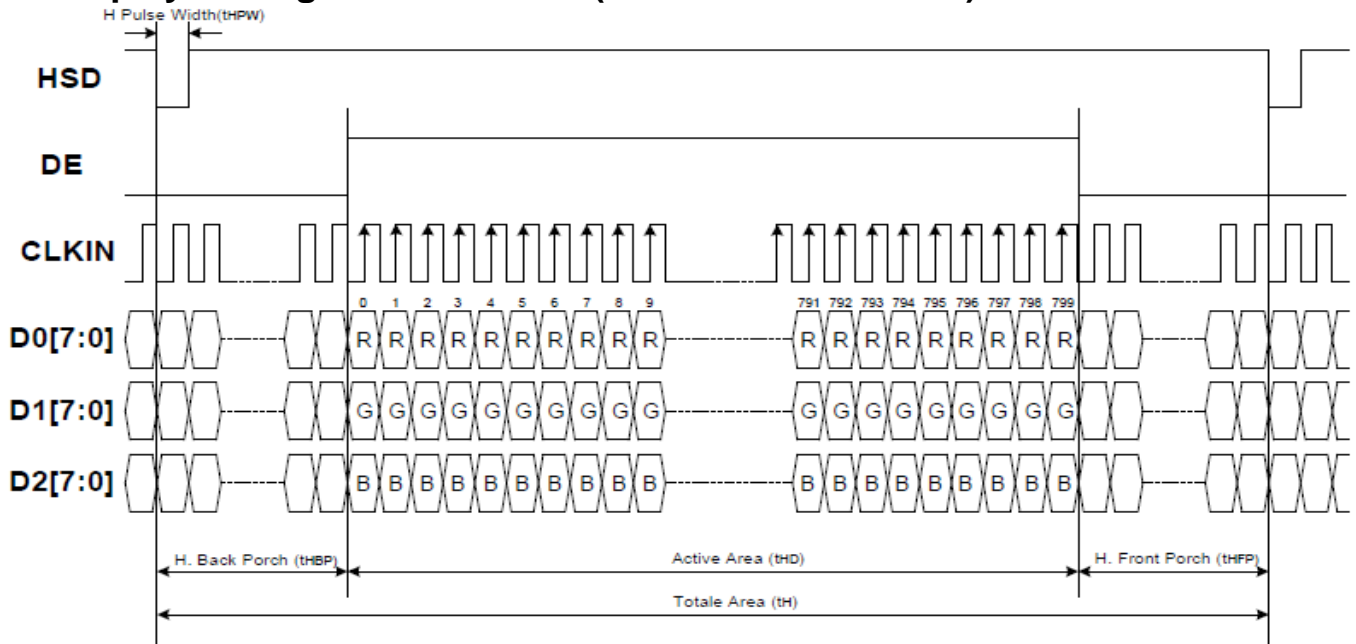 H Pulse Width(tHPW)
HSD
DE
CLKIN
0 1 2 3 4 5 6 7 8 9 791 792 793 794 795 796 797 798 799
D0[7:0] R R R R R R R R R R R R R R R R R R R
D1[7:0] G G G G G G G G G G G G G G G G G G G
D2[7:0] B B B B B B B B B B B B B B B B B B B
H. Back Porch (tHBP) Active Area (tHD) H. Front Porch (tHFP)
Totale Area (tH)